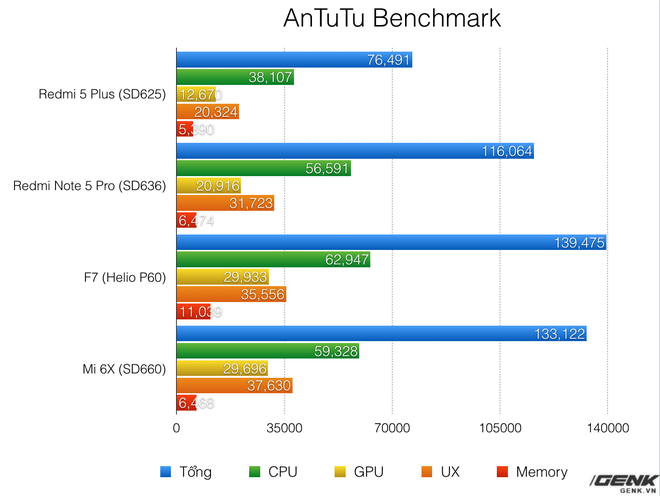 AnTuTu Benchmark
Redmi 5 Plus (SD625)
76,491
38,107
12,670
20,324
5,390
Redmi Note 5 Pro (SD636)
116,064
56,591
20,916
31,723
6,474
F7 (Helio P60)
139,475
62,947
29,933
35,556
11,039
Mi 6X (SD660)
133,122
59,328
29,696
37,630
6,468
0 35000 70000 105000 140000
Tổng CPU GPU UX Memory
/GENK
GENK.VN